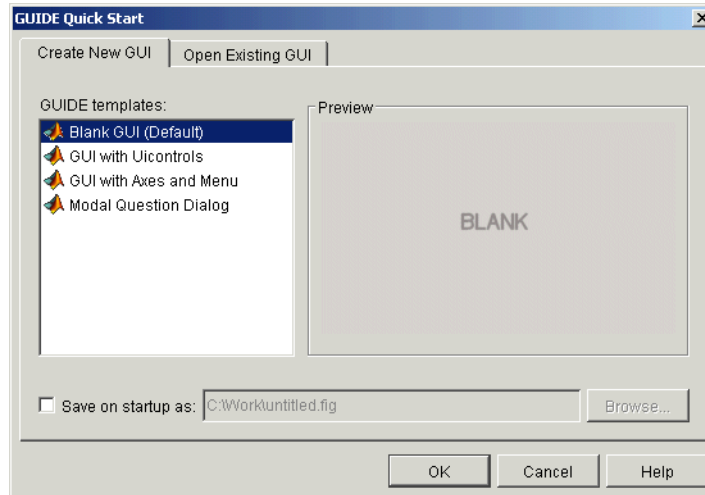 GUIDE Quick Start
Create New GUI
Open Existing GUI
GUIDE templates:
Blank GUI (Default)
GUI with Uicontrols
GUI with Axes and Menu
Modal Question Dialog
Preview
BLANK
Save on startup as:
C:\Work\untitled.fig
Browse...
OK
Cancel
Help